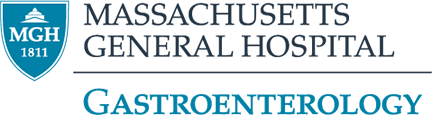 MGH
1811
MASSACHUSETTS
GENERAL HOSPITAL
GASTROENTEROLOGY